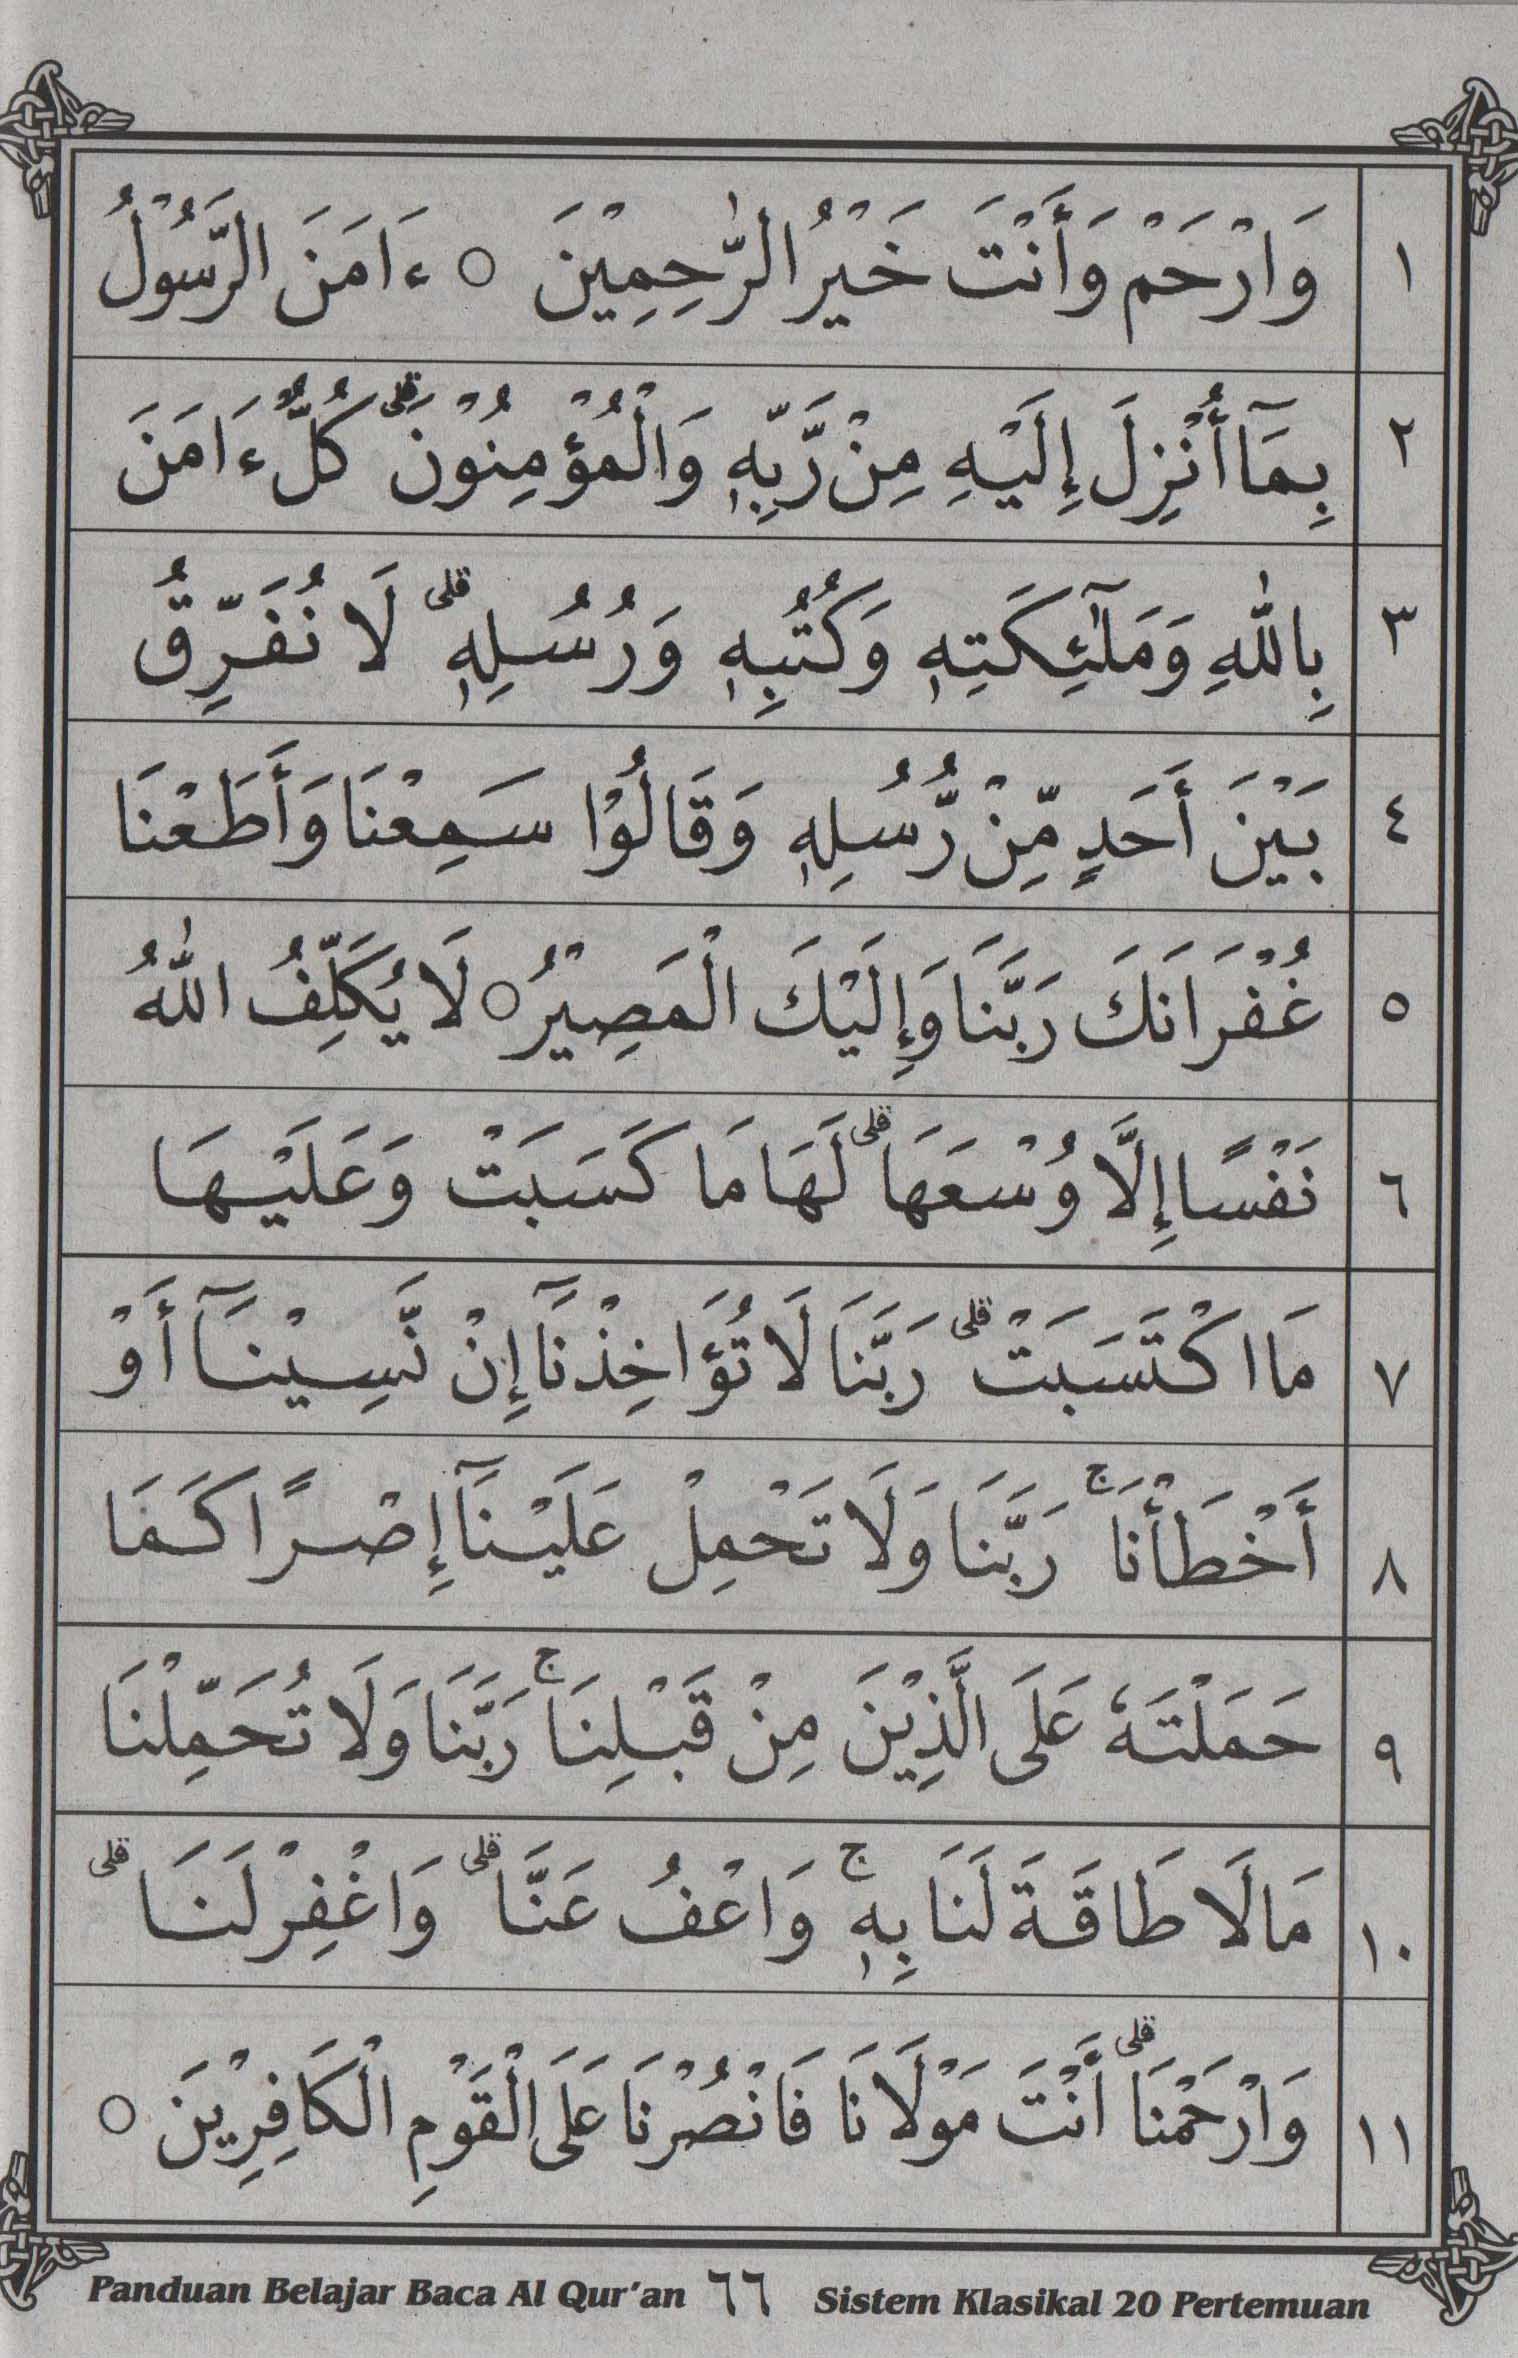 ١ وَارْحَمْ وَأَنْتَ خَيْرُ الرّٰحِمِيْنَ ○ ءَامَنَ الرَّسُوْلُ
٢ بِمَآ أُنْزِلَ إِلَيْهِ مِنْ رَّبِّهٖ وَالْمُؤْمِنُوْنَ ۗ كُلٌّ ءَامَنَ
٣ بِاللّٰهِ وَمَلٰٓئِكَتِهٖ وَكُتُبِهٖ وَرُسُلِهٖ ۗ لَا نُفَرِّقُ
٤ بَيْنَ أَحَدٍ مِّنْ رُّسُلِهٖ وَقَالُوْا سَمِعْنَا وَأَطَعْنَا
٥ غُفْرَانَكَ رَبَّنَا وَإِلَيْكَ الْمَصِيْرُ ○ لَا يُكَلِّفُ اللّٰهُ
٦ نَفْسًا إِلَّا وُسْعَهَا ۗ لَهَا مَا كَسَبَتْ وَعَلَيْهَا
٧ مَا اكْتَسَبَتْ ۗ رَبَّنَا لَا تُؤَاخِذْنَآ إِنْ نَّسِيْنَآ أَوْ
٨ أَخْطَأْنَا ۚ رَبَّنَا وَلَا تَحْمِلْ عَلَيْنَآ إِصْرًا كَمَا
٩ حَمَلْتَهٗ عَلَى الَّذِيْنَ مِنْ قَبْلِنَا ۚ رَبَّنَا وَلَا تُحَمِّلْنَا
١٠ مَا لَا طَاقَةَ لَنَا بِهٖ ۚ وَاعْفُ عَنَّا ۗ وَاغْفِرْ لَنَا ۗ
١١ وَارْحَمْنَا ۗ أَنْتَ مَوْلَانَا فَانْصُرْنَا عَلَى الْقَوْمِ الْكَافِرِيْنَ ○
Panduan Belajar Baca Al Qur'an ٦٦ Sistem Klasikal 20 Pertemuan